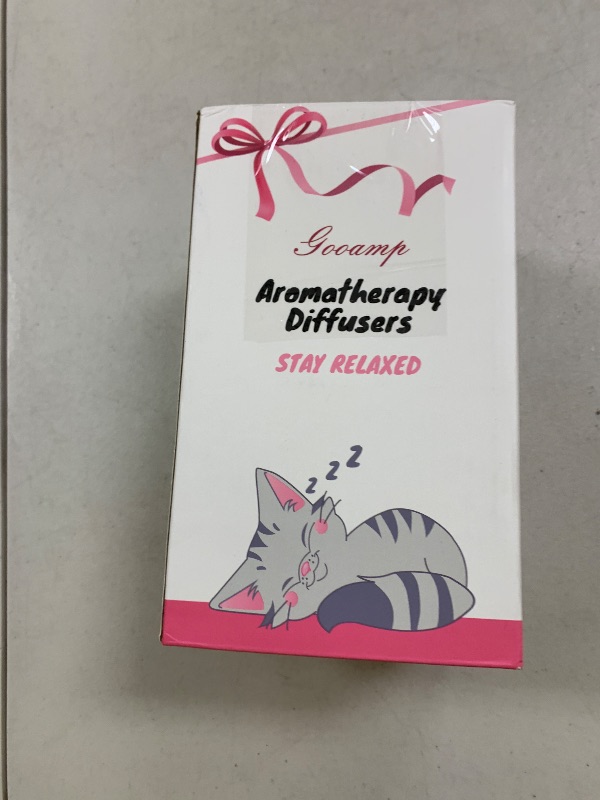 Gooamp
Aromatherapy
Diffusers
STAY RELAXED
z z z